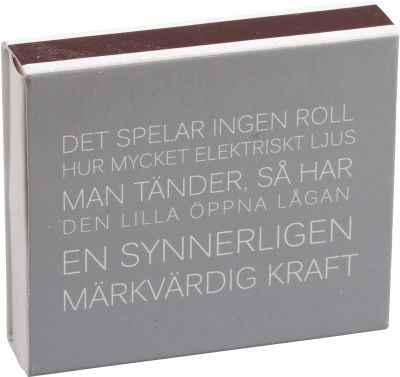 DET SPELAR INGEN ROLL
HUR MYCKET ELEKTRISKT LJUS
MAN TÄNDER, SÅ HAR
DEN LILLA ÖPPNA LÅGAN
EN SYNNERLIGEN
MÄRKVÄRDIG KRAFT